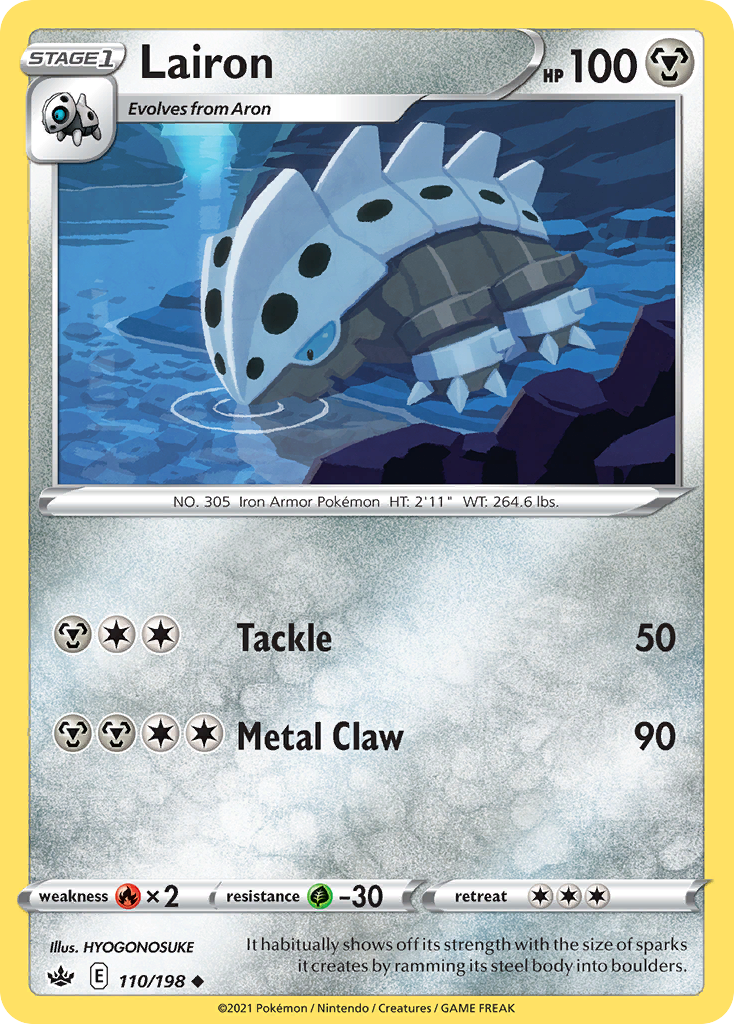 STAGE 1
Lairon
HP 100
Evolves from Aron
NO. 305 Iron Armor Pokémon HT: 2'11" WT: 264.6 lbs.
Tackle 50
Metal Claw 90
weakness ×2 resistance -30 retreat
Illus. HYOGONOSUKE
It habitually shows off its strength with the size of sparks
it creates by ramming its steel body into boulders.
E 110/198
©2021 Pokémon / Nintendo / Creatures / GAME FREAK